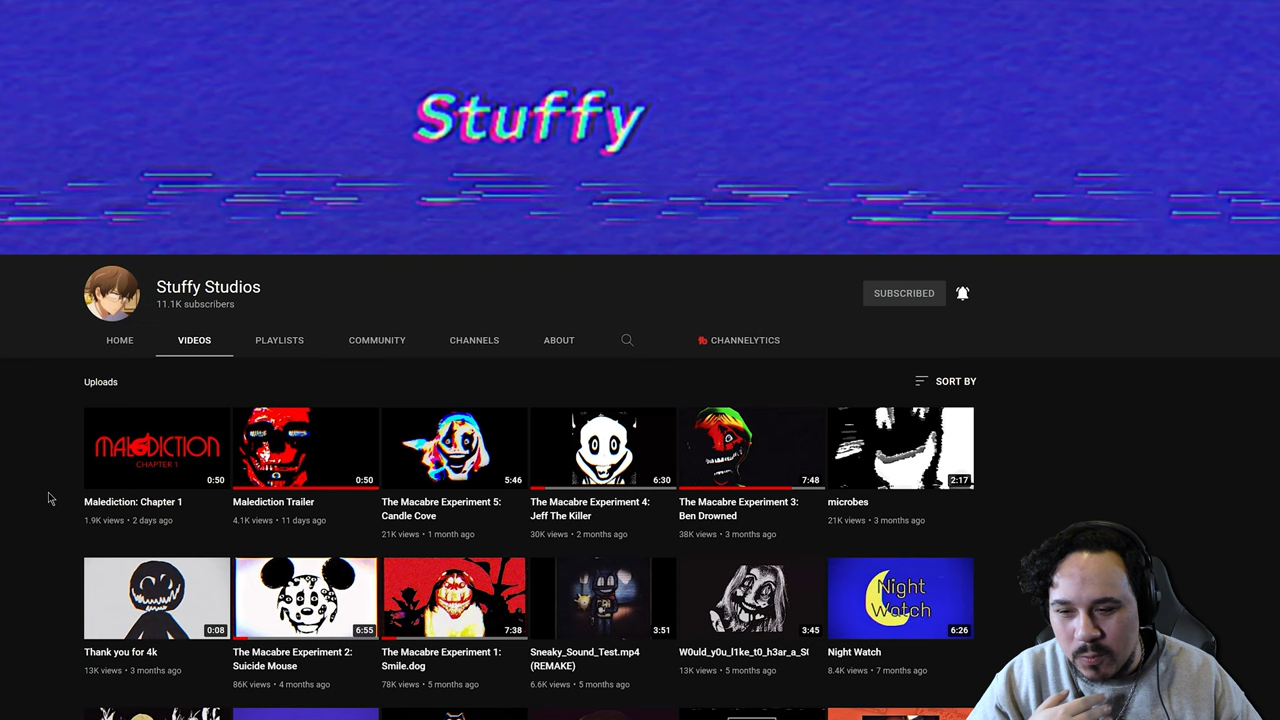 Stuffy
Stuffy Studios
11.1K subscribers
SUBSCRIBED
HOME
VIDEOS
PLAYLISTS
COMMUNITY
CHANNELS
ABOUT
CHANNELYTICS
Uploads
SORT BY
MALEDICTION
CHAPTER 1
0:50
0:50
5:46
6:30
7:48
2:17
Malediction: Chapter 1
1.9K views • 2 days ago
Malediction Trailer
4.1K views • 11 days ago
The Macabre Experiment 5:
Candle Cove
21K views • 1 month ago
The Macabre Experiment 4:
Jeff The Killer
30K views • 2 months ago
The Macabre Experiment 3:
Ben Drowned
38K views • 3 months ago
microbes
21K views • 3 months ago
Night
Watch
0:08
6:55
7:38
3:51
3:45
6:26
Thank you for 4k
13K views • 3 months ago
The Macabre Experiment 2:
Suicide Mouse
86K views • 4 months ago
The Macabre Experiment 1:
Smile.dog
78K views • 5 months ago
Sneaky_Sound_Test.mp4
(REMAKE)
6.6K views • 5 months ago
W0uld_y0u_l1ke_t0_h3ar_a_S(
13K views • 5 months ago
Night Watch
8.4K views • 7 months ago